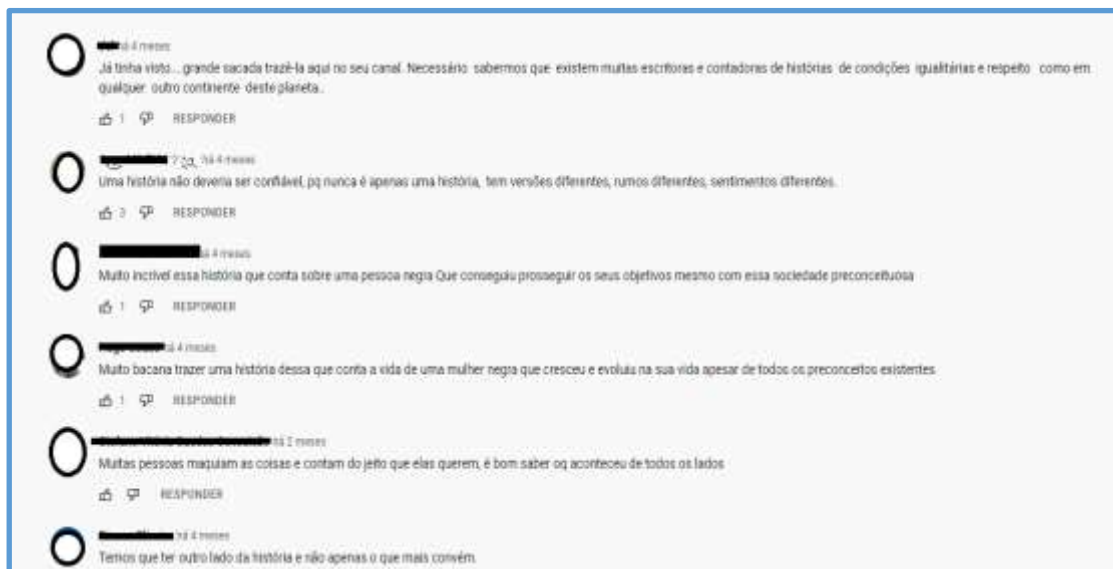 há 4 meses
Já tinha visto... grande sacada trazê-la aqui no seu canal. Necessário sabermos que existem muitas escritoras e contadoras de histórias de condições igualitárias e respeito como em
qualquer outro continente deste planeta..
1 RESPONDER
há 4 meses
Uma história não deveria ser confiável, pq nunca é apenas uma história, tem versões diferentes, rumos diferentes, sentimentos diferentes.
3 RESPONDER
há 4 meses
Muito incrível essa história que conta sobre uma pessoa negra Que conseguiu prosseguir os seus objetivos mesmo com essa sociedade preconceituosa
1 RESPONDER
há 4 meses
Muito bacana trazer uma história dessa que conta a vida de uma mulher negra que cresceu e evoluiu na sua vida apesar de todos os preconceitos existentes
1 RESPONDER
há 2 meses
Muitas pessoas maquiam as coisas e contam do jeito que elas querem, é bom saber oq aconteceu de todos os lados
RESPONDER
há 4 meses
Temos que ter outro lado da história e não apenas o que mais convém.